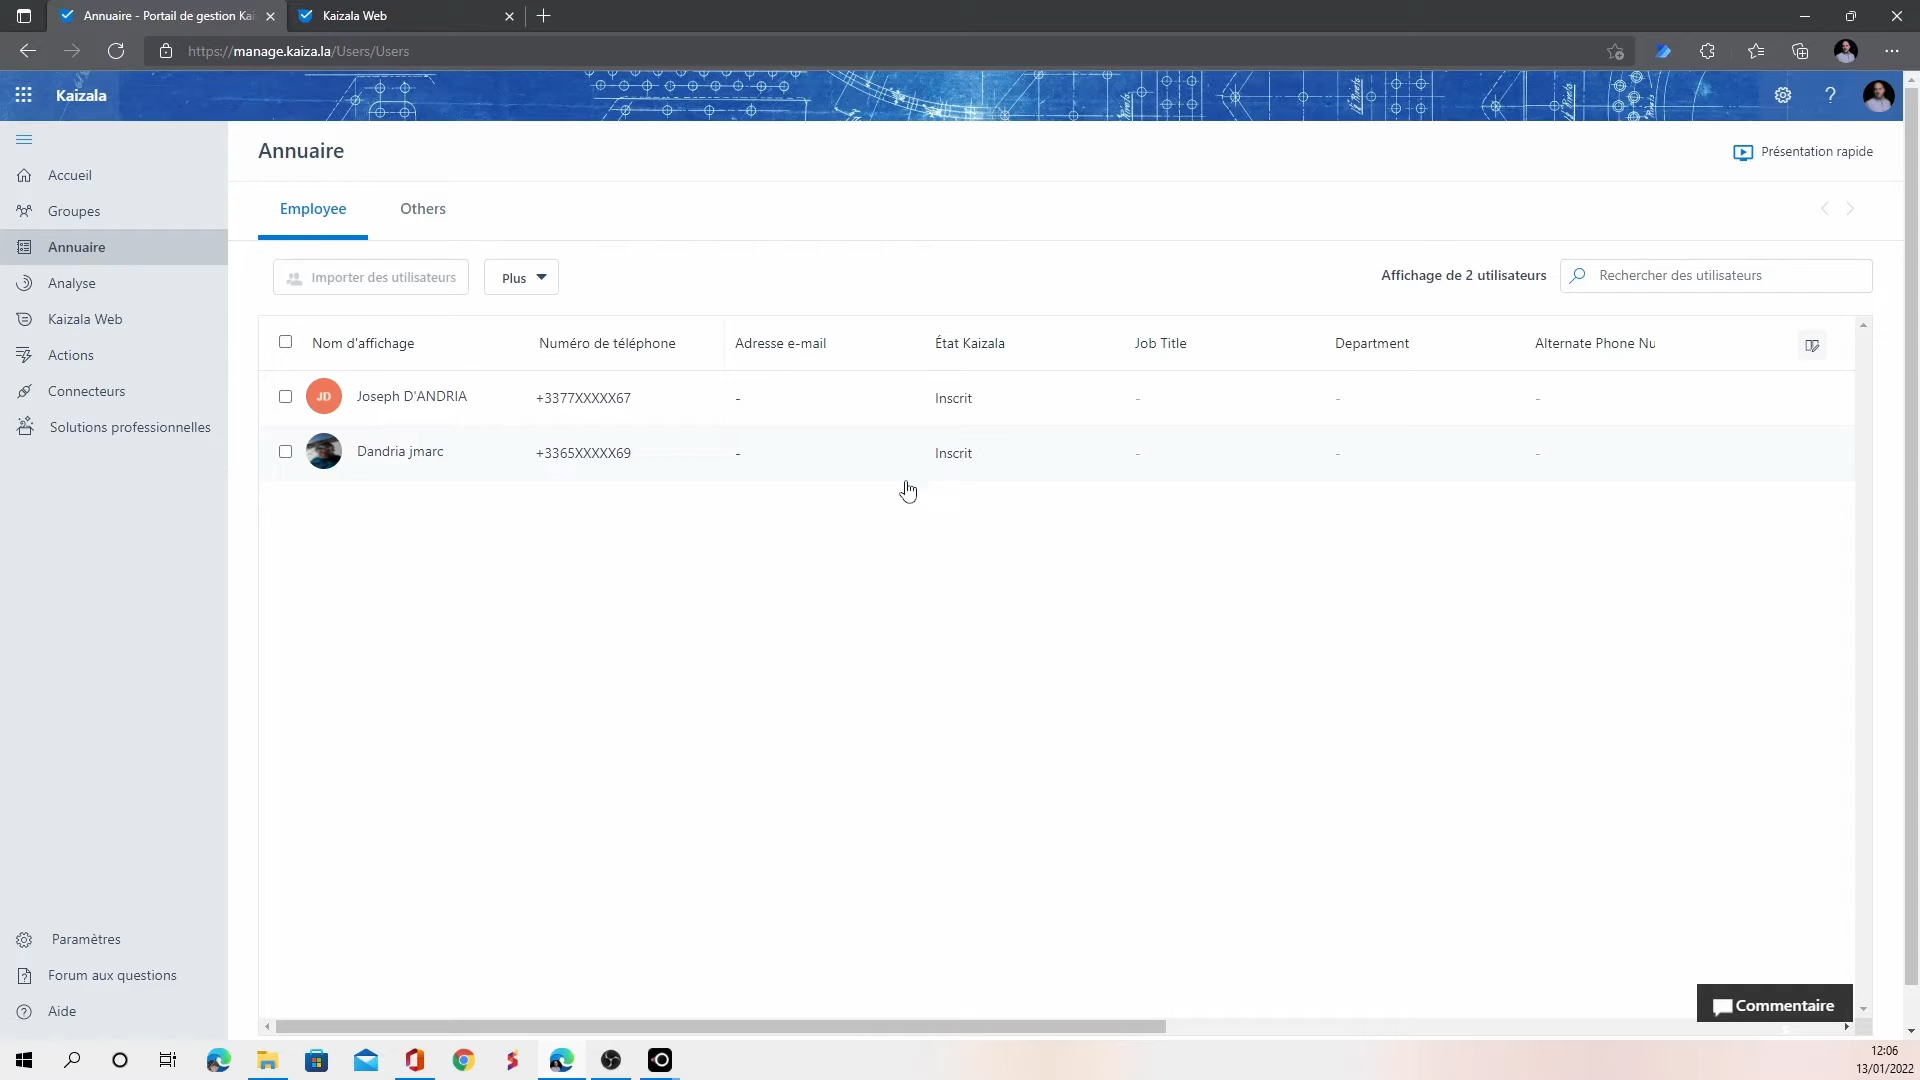 Annuaire - Portail de gestion Kai
Kaizala Web
https://manage.kaiza.la/Users/Users
Kaizala
Annuaire
Présentation rapide
Accueil
Groupes
Annuaire
Analyse
Kaizala Web
Actions
Connecteurs
Solutions professionnelles
Employee
Others
Importer des utilisateurs
Plus
Affichage de 2 utilisateurs
Rechercher des utilisateurs
Nom d'affichage
Numéro de téléphone
Adresse e-mail
État Kaizala
Job Title
Department
Alternate Phone Nu
JD
Joseph D'ANDRIA
+3377XXXXX67
-
Inscrit
-
-
-
Dandria jmarc
+3365XXXXX69
-
Inscrit
-
-
-
Paramètres
Forum aux questions
Aide
Commentaire
12:06
13/01/2022